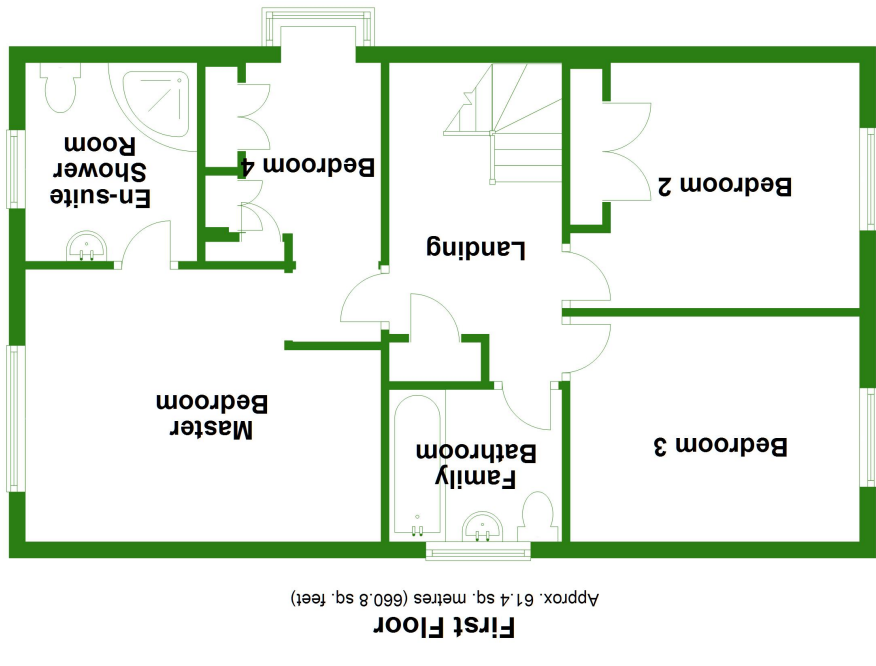 First Floor
Approx. 61.4 sq. metres (660.8 sq. feet)
Bedroom 3
Family
Bathroom
Master
Bedroom
Landing
Bedroom 2
Bedroom 4
En-suite
Shower
Room